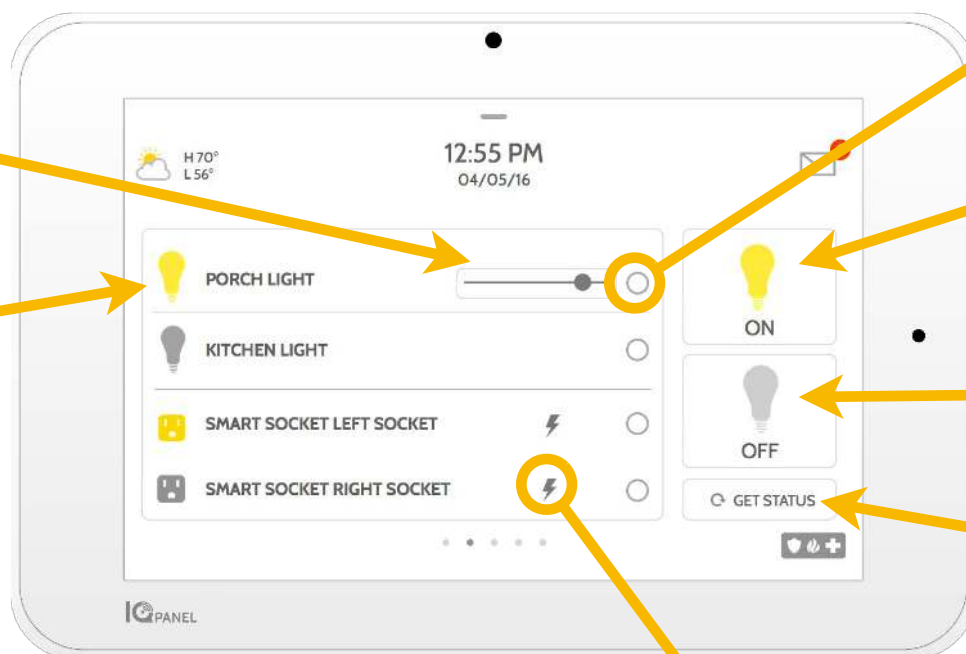 H 70°
L 56°
12:55 PM
04/05/16
PORCH LIGHT
KITCHEN LIGHT
SMART SOCKET LEFT SOCKET
SMART SOCKET RIGHT SOCKET
ON
OFF
GET STATUS
IQ PANEL